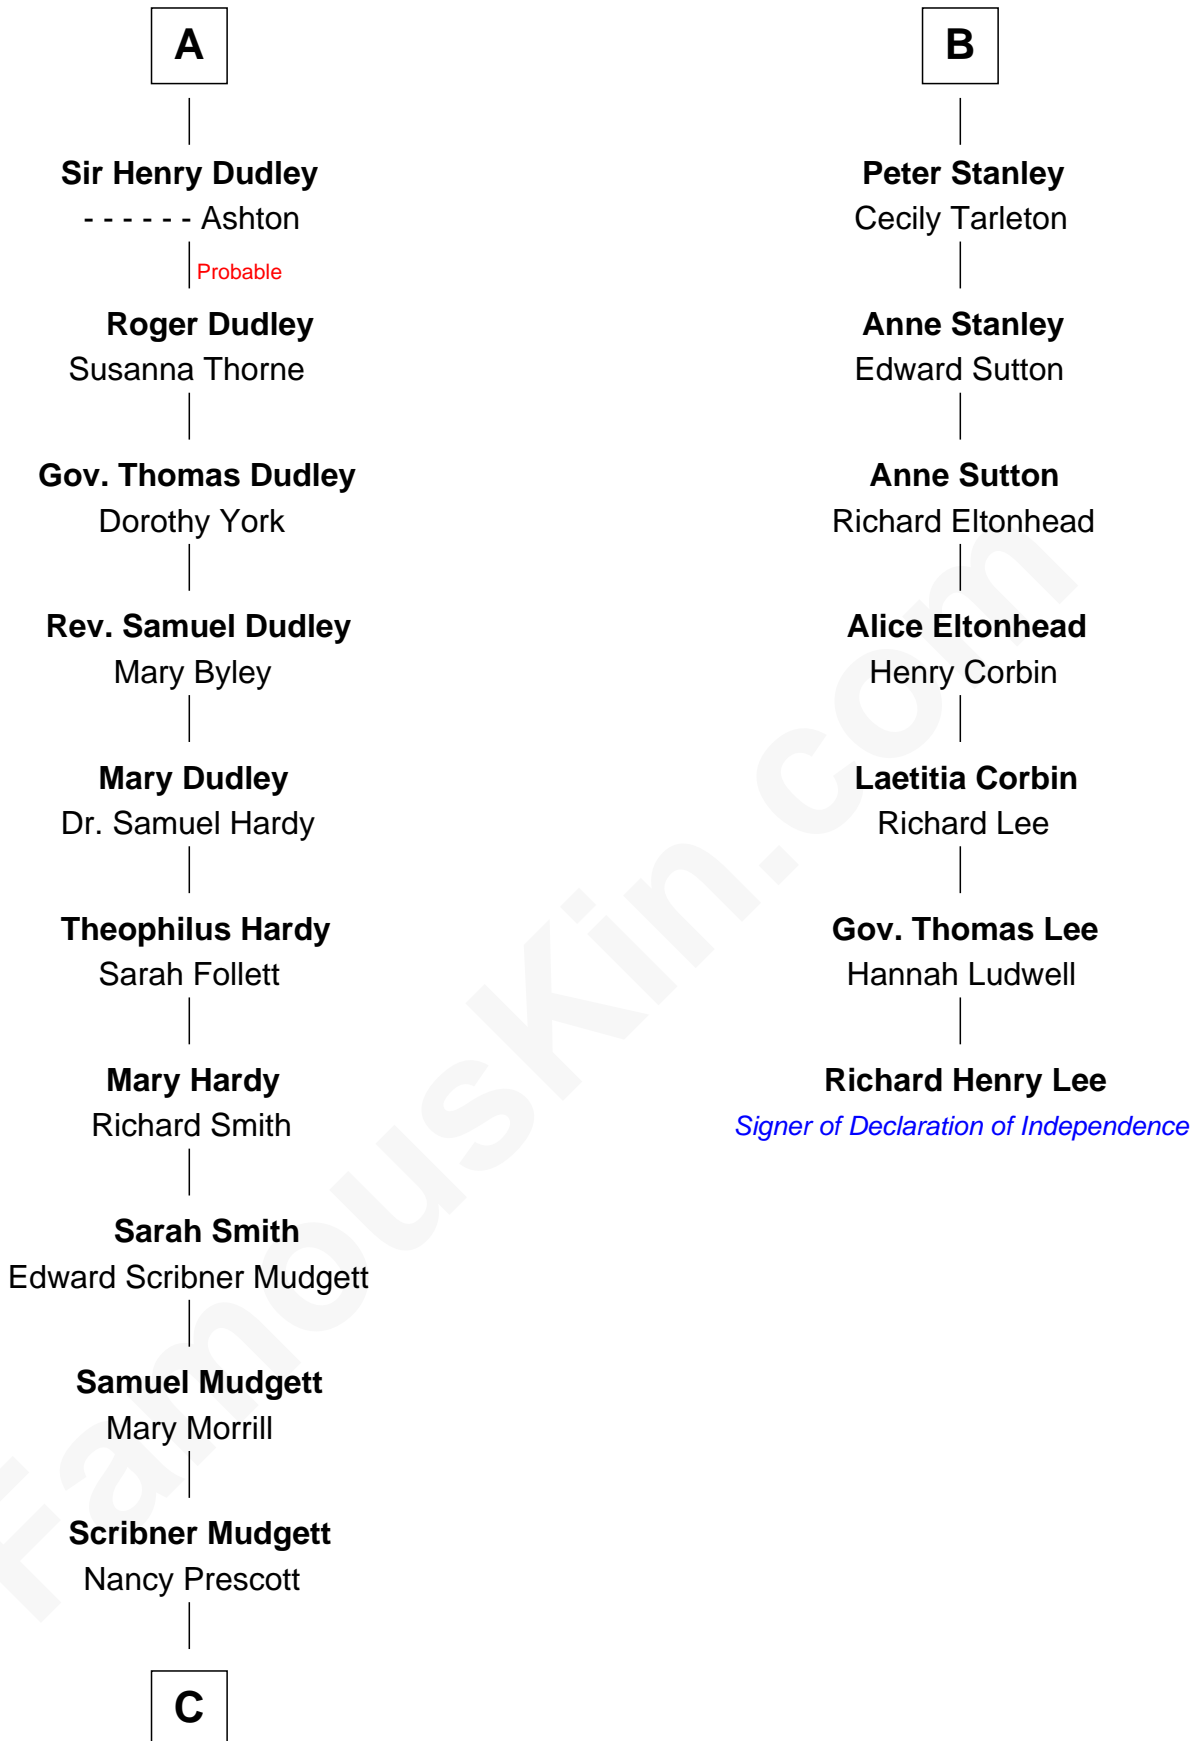 A
Sir Henry Dudley
- - - - - - Ashton
Probable
Roger Dudley
Susanna Thorne
Gov. Thomas Dudley
Dorothy York
Rev. Samuel Dudley
Mary Byley
Mary Dudley
Dr. Samuel Hardy
Theophilus Hardy
Sarah Follett
Mary Hardy
Richard Smith
Sarah Smith
Edward Scribner Mudgett
Samuel Mudgett
Mary Morrill
Scribner Mudgett
Nancy Prescott
C
B
Peter Stanley
Cecily Tarleton
Anne Stanley
Edward Sutton
Anne Sutton
Richard Eltonhead
Alice Eltonhead
Henry Corbin
Laetitia Corbin
Richard Lee
Gov. Thomas Lee
Hannah Ludwell
Richard Henry Lee
Signer of Declaration of Independence
FamousKin.com